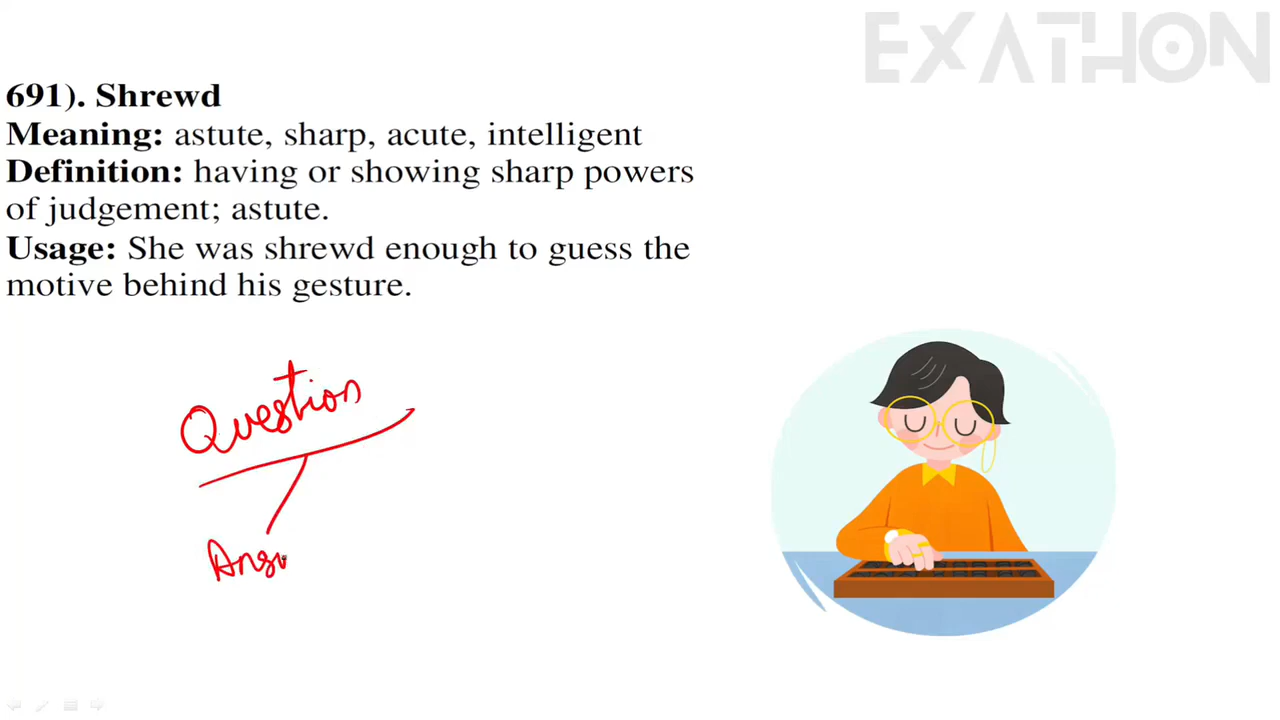 EXATHON
691). Shrewd
Meaning: astute, sharp, acute, intelligent
Definition: having or showing sharp powers
of judgement; astute.
Usage: She was shrewd enough to guess the
motive behind his gesture.
Question